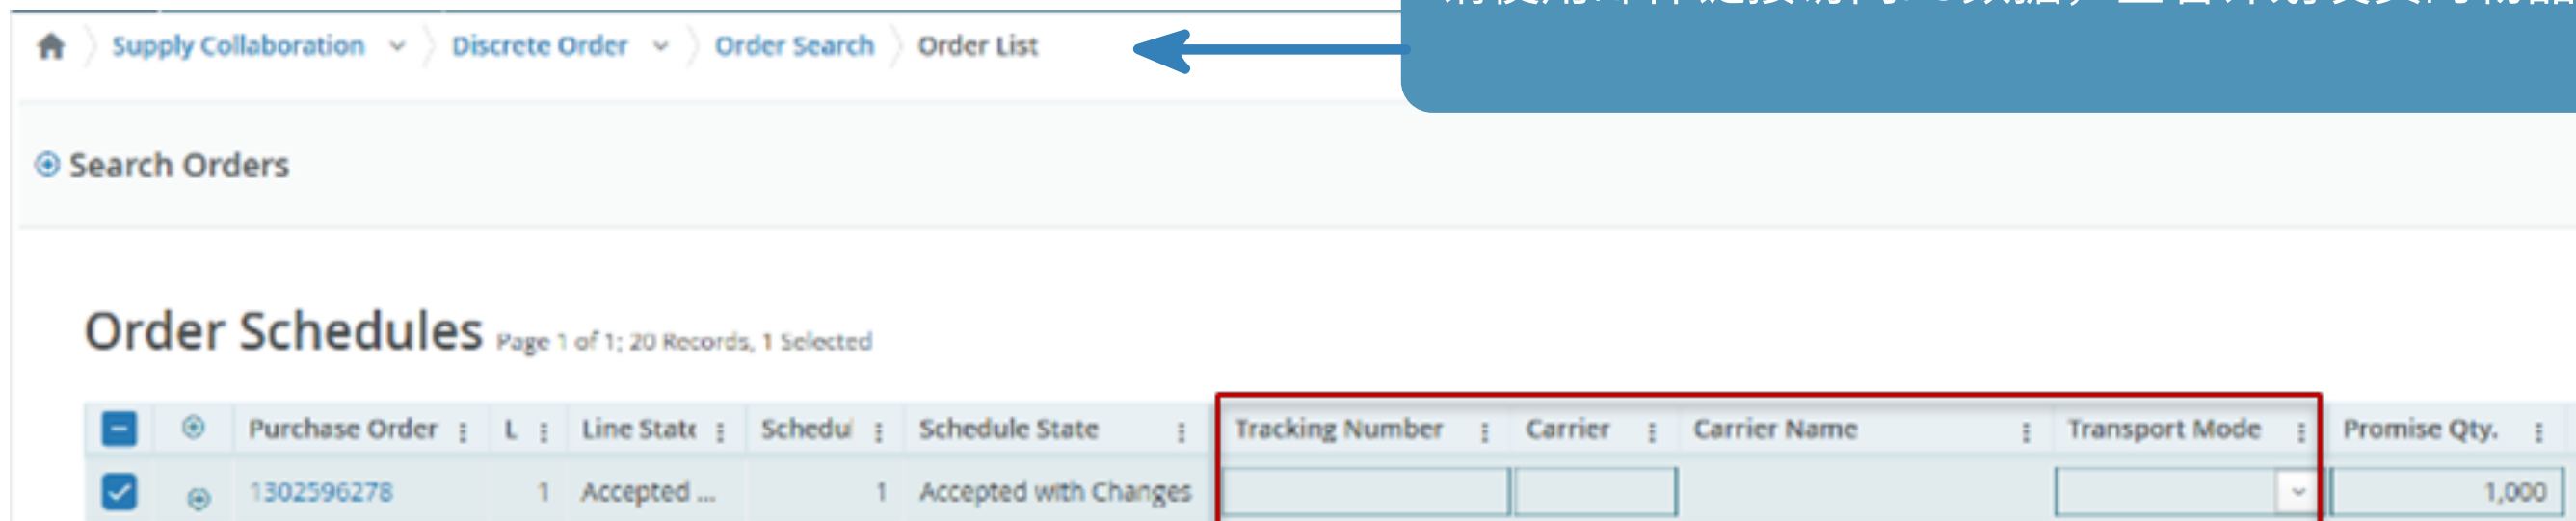 Supply Collaboration Discrete Order Order Search Order List
Search Orders
Order Schedules Page 1 of 1; 20 Records, 1 Selected
Purchase Order L Line State Schedul Schedule State Tracking Number Carrier Carrier Name Transport Mode Promise Qty.
1302596278 1 Accepted ... 1 Accepted with Changes 1,000